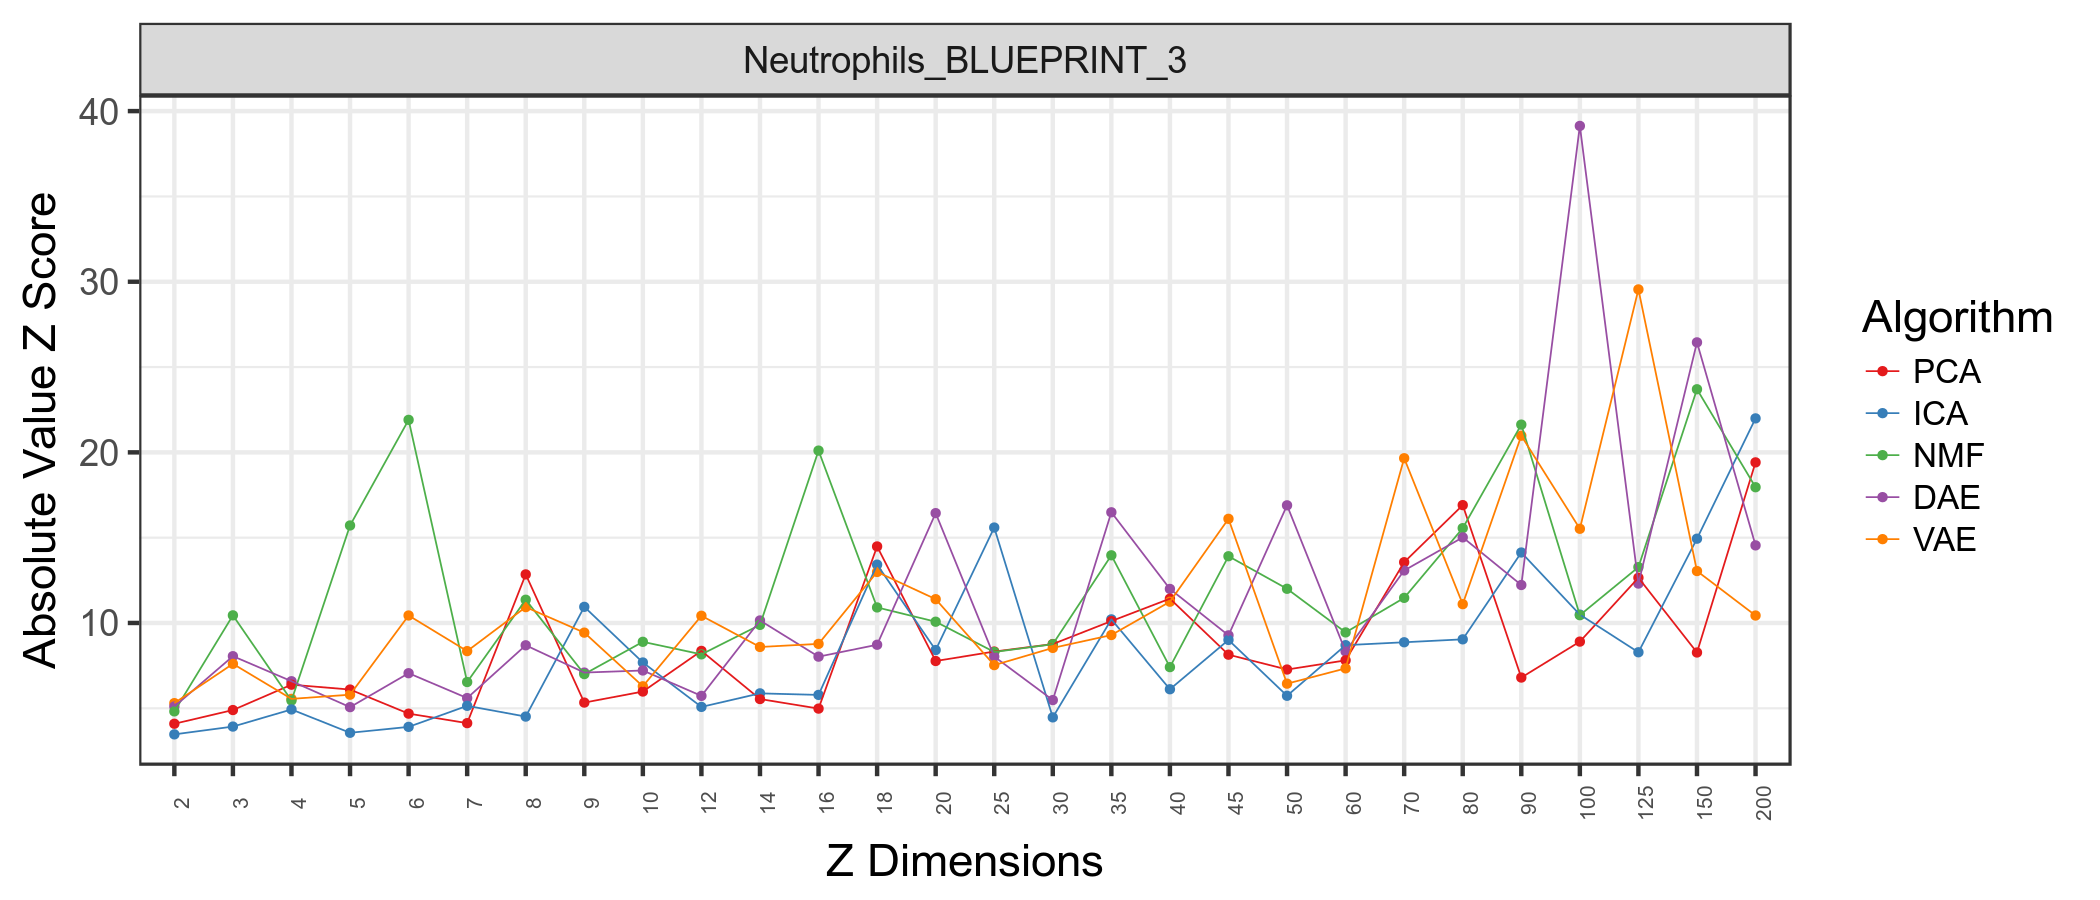 Neutrophils_BLUEPRINT_3
Absolute Value Z Score
40
30
20
10
2 3 4 5 6 7 8 9 10 12 14 16 18 20 25 30 35 40 45 50 60 70 80 90 100 125 150 200
Z Dimensions
Algorithm
PCA
ICA
NMF
DAE
VAE